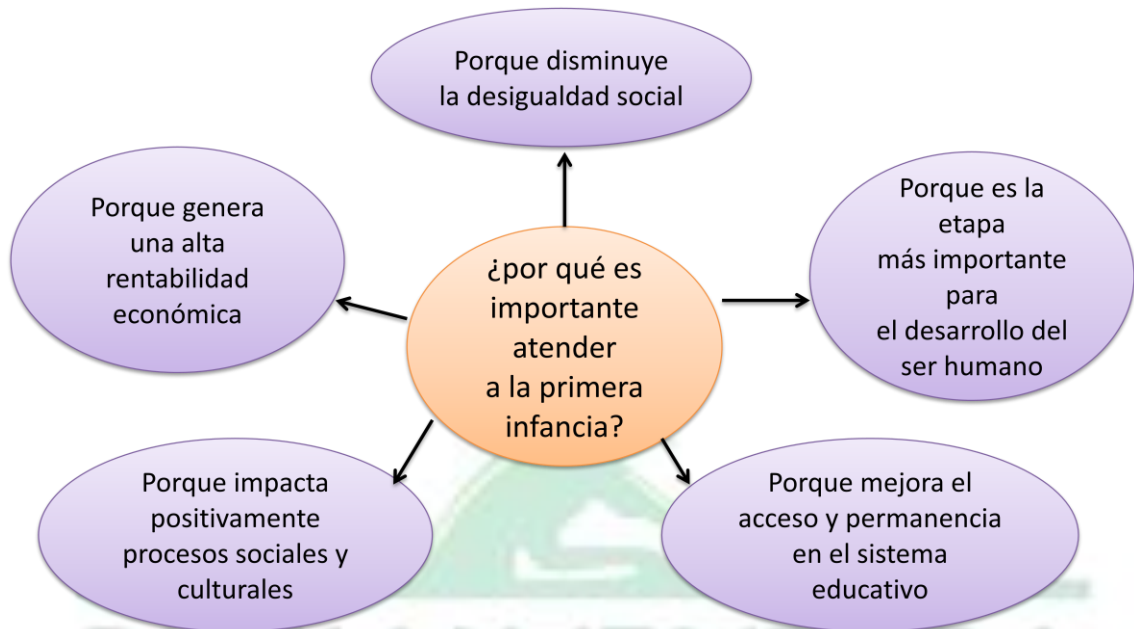 Porque disminuye
la desigualdad social
Porque genera
una alta
rentabilidad
económica
¿por qué es
importante
atender
a la primera
infancia?
Porque es la
etapa
más importante
para
el desarrollo del
ser humano
Porque impacta
positivamente
procesos sociales y
culturales
Porque mejora el
acceso y permanencia
en el sistema
educativo